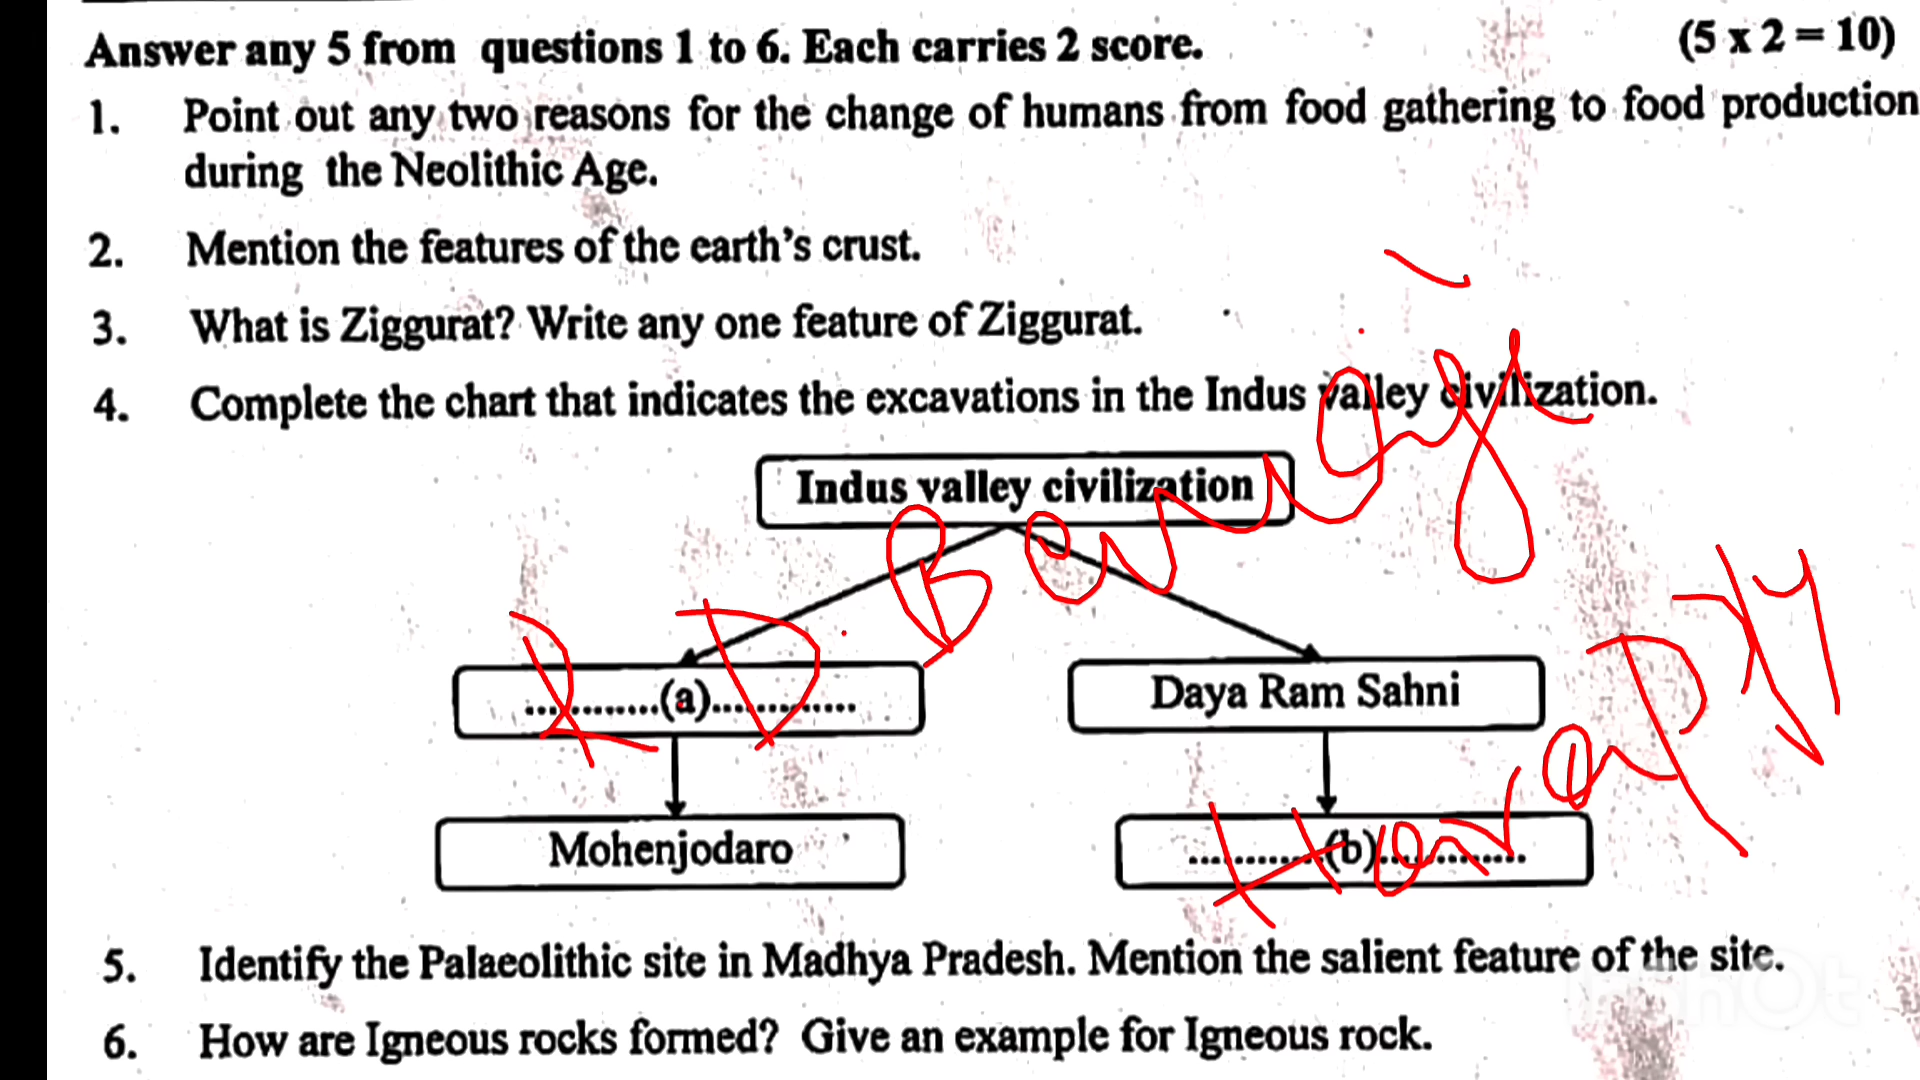 Answer any 5 from questions 1 to 6. Each carries 2 score. (5 x 2 = 10)
1. Point out any two reasons for the change of humans from food gathering to food production
during the Neolithic Age.
2. Mention the features of the earth's crust.
3. What is Ziggurat? Write any one feature of Ziggurat.
4. Complete the chart that indicates the excavations in the Indus valley civilization.
Indus valley civilization
R D. Banerji
.............(a)..............
Daya Ram Sahni
Mohenjodaro
.............(b)..............
Harappa
5. Identify the Palaeolithic site in Madhya Pradesh. Mention the salient feature of the site.
InShot
6. How are Igneous rocks formed? Give an example for Igneous rock.